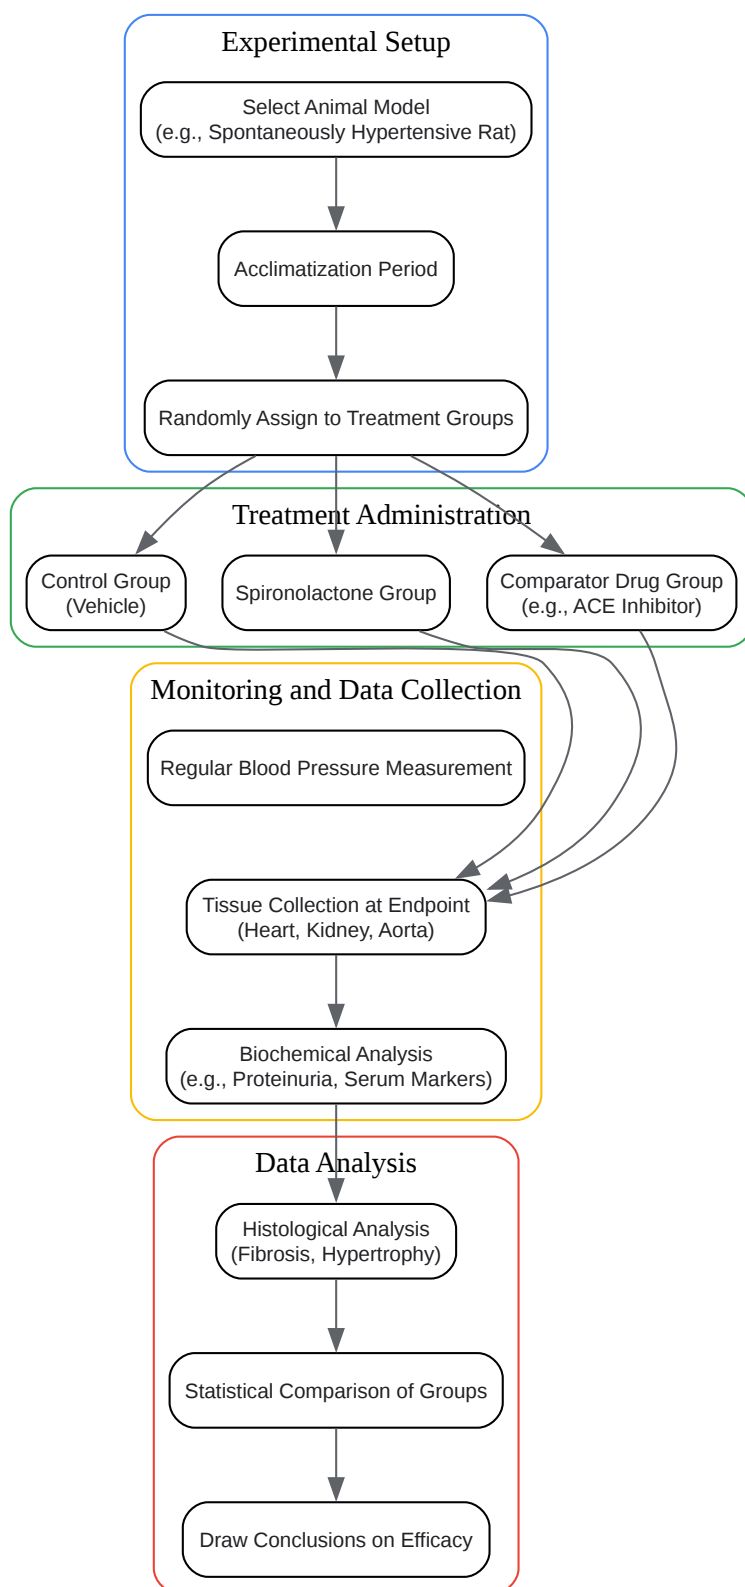 Experimental Setup
Select Animal Model
(e.g., Spontaneously Hypertensive Rat)
Acclimatization Period
Randomly Assign to Treatment Groups
Treatment Administration
Control Group
(Vehicle)
Spironolactone Group
Comparator Drug Group
(e.g., ACE Inhibitor)
Monitoring and Data Collection
Regular Blood Pressure Measurement
Tissue Collection at Endpoint
(Heart, Kidney, Aorta)
Biochemical Analysis
(e.g., Proteinuria, Serum Markers)
Data Analysis
Histological Analysis
(Fibrosis, Hypertrophy)
Statistical Comparison of Groups
Draw Conclusions on Efficacy